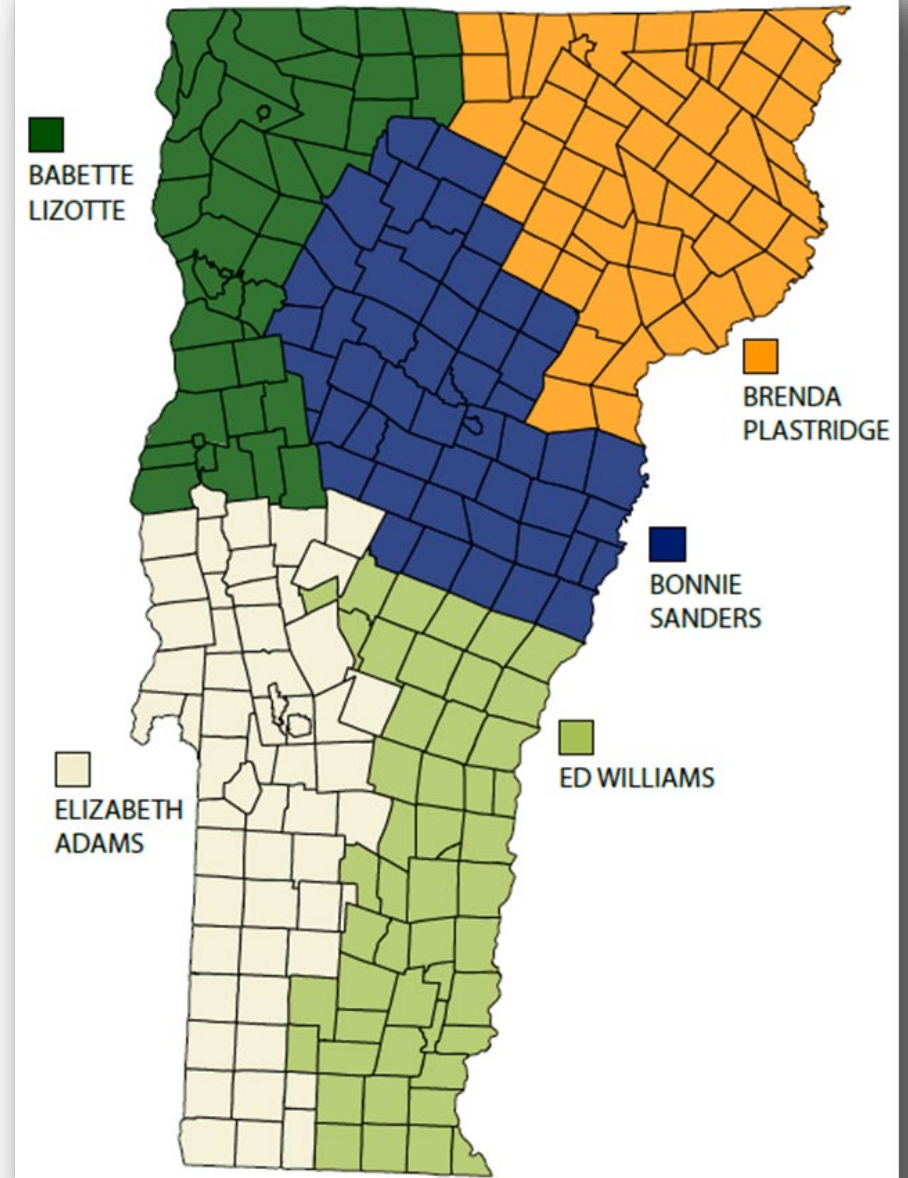 BABETTE
LIZOTTE
BRENDA
PLASTRIDGE
BONNIE
SANDERS
ED WILLIAMS
ELIZABETH
ADAMS